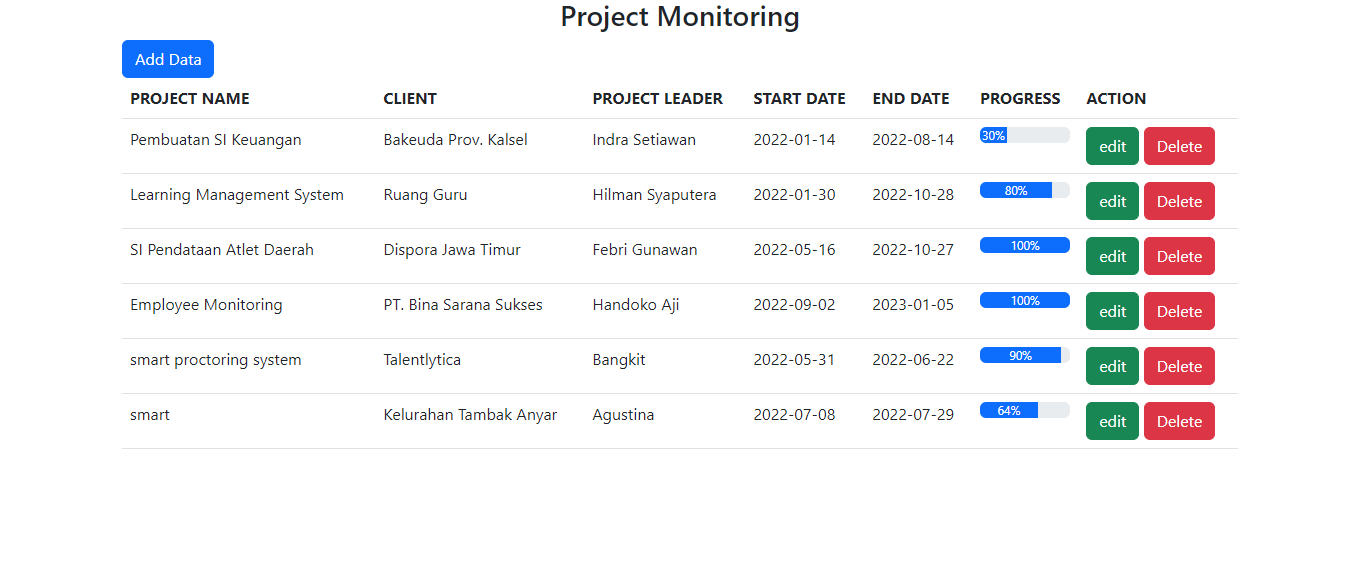 Project Monitoring
Add Data
PROJECT NAME CLIENT PROJECT LEADER START DATE END DATE PROGRESS ACTION
Pembuatan SI Keuangan Bakeuda Prov. Kalsel Indra Setiawan 2022-01-14 2022-08-14 30% edit Delete
Learning Management System Ruang Guru Hilman Syaputera 2022-01-30 2022-10-28 80% edit Delete
SI Pendataan Atlet Daerah Dispora Jawa Timur Febri Gunawan 2022-05-16 2022-10-27 100% edit Delete
Employee Monitoring PT. Bina Sarana Sukses Handoko Aji 2022-09-02 2023-01-05 100% edit Delete
smart proctoring system Talentlytica Bangkit 2022-05-31 2022-06-22 90% edit Delete
smart Kelurahan Tambak Anyar Agustina 2022-07-08 2022-07-29 64% edit Delete